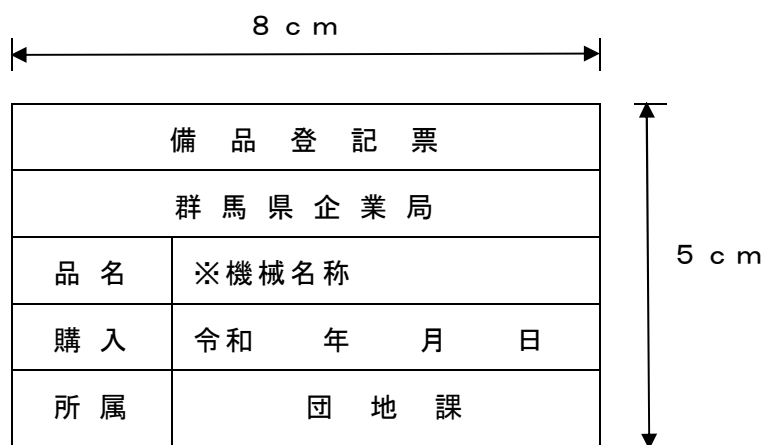 ８ｃｍ
備品登記票
群馬県企業局
品名 ※機械名称
５ｃｍ
購入 令和 年 月 日
所属 団地課